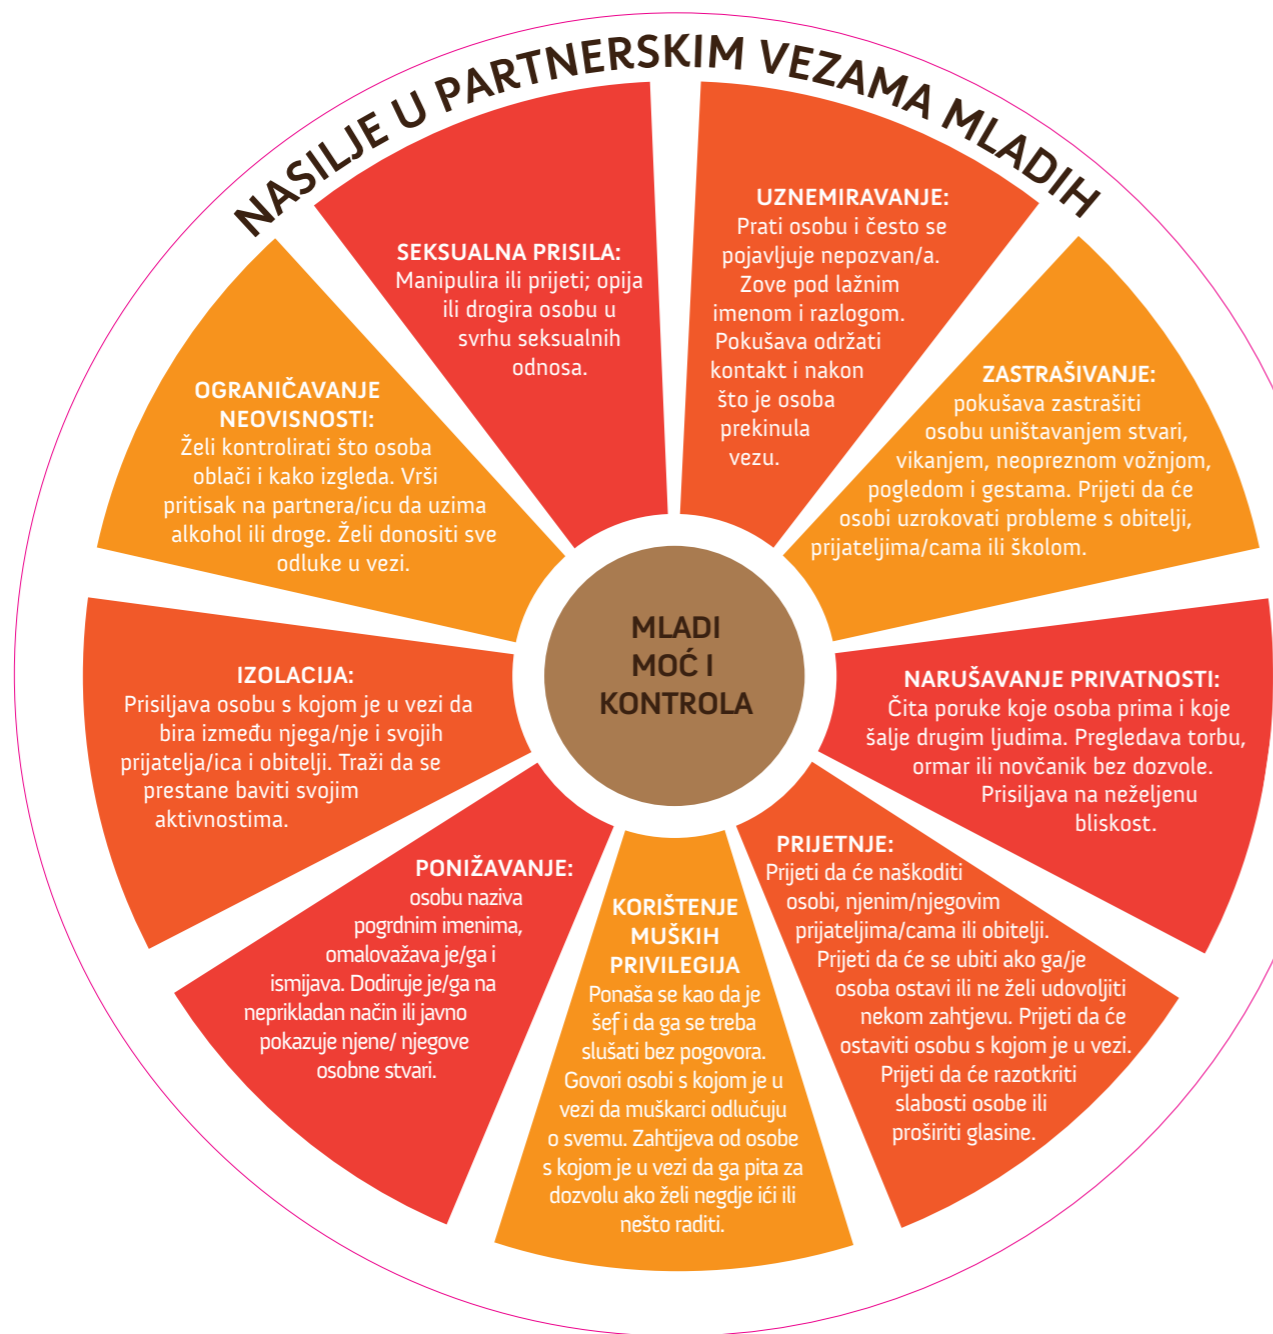 NASILJE U PARTNERSKIM VEZAMA MLADIH
SEKSUALNA PRISILA:
Manipulira ili prijeti; opija
ili drogira osobu u
svrhu seksualnih
odnosa.
UZNEMIRAVANJE:
Prati osobu i često se
pojavljuje nepozvan/a.
Zove pod lažnim
imenom i razlogom.
Pokušava održati
kontakt i nakon
što je osoba
prekinula
vezu.
ZASTRAŠIVANJE:
pokušava zastrašiti
osobu uništavanjem stvari,
vikanjem, neopreznom vožnjom,
pogledom i gestama. Prijeti da će
osobi uzrokovati probleme s obitelji,
prijateljima/cama ili školom.
NARUŠAVANJE PRIVATNOSTI:
Čita poruke koje osoba prima i koje
šalje drugim ljudima. Pregledava torbu,
ormar ili novčanik bez dozvole.
Prisiljava na neželjenu
bliskost.
PRIJETNJE:
Prijeti da će naškoditi
osobi, njenim/njegovim
prijateljima/cama ili obitelji.
Prijeti da će se ubiti ako ga/je
osoba ostavi ili ne želi udovoljiti
nekom zahtjevu. Prijeti da će
ostaviti osobu s kojom je u vezi.
Prijeti da će razotkriti
slabosti osobe ili
proširiti glasine.
KORIŠTENJE
MUŠKIH
PRIVILEGIJA
Ponaša se kao da je
šef i da ga se treba
slušati bez pogovora.
Govori osobi s kojom je u
vezi da muškarci odlučuju
o svemu. Zahtijeva od osobe
s kojom je u vezi da ga pita za
dozvolu ako želi negdje ići ili
nešto raditi.
PONIŽAVANJE:
osobu naziva
pogrdnim imenima,
omalovažava je/ga i
ismijava. Dodiruje je/ga na
neprikladan način ili javno
pokazuje njene/ njegove
osobne stvari.
IZOLACIJA:
Prisiljava osobu s kojom je u vezi da
bira između njega/nje i svojih
prijatelja/ica i obitelji. Traži da se
prestane baviti svojim
aktivnostima.
OGRANIČAVANJE
NEOVISNOSTI:
Želi kontrolirati što osoba
oblači i kako izgleda. Vrši
pritisak na partnera/icu da uzima
alkohol ili droge. Želi donositi sve
odluke u vezi.
MLADI
MOĆ I
KONTROLA